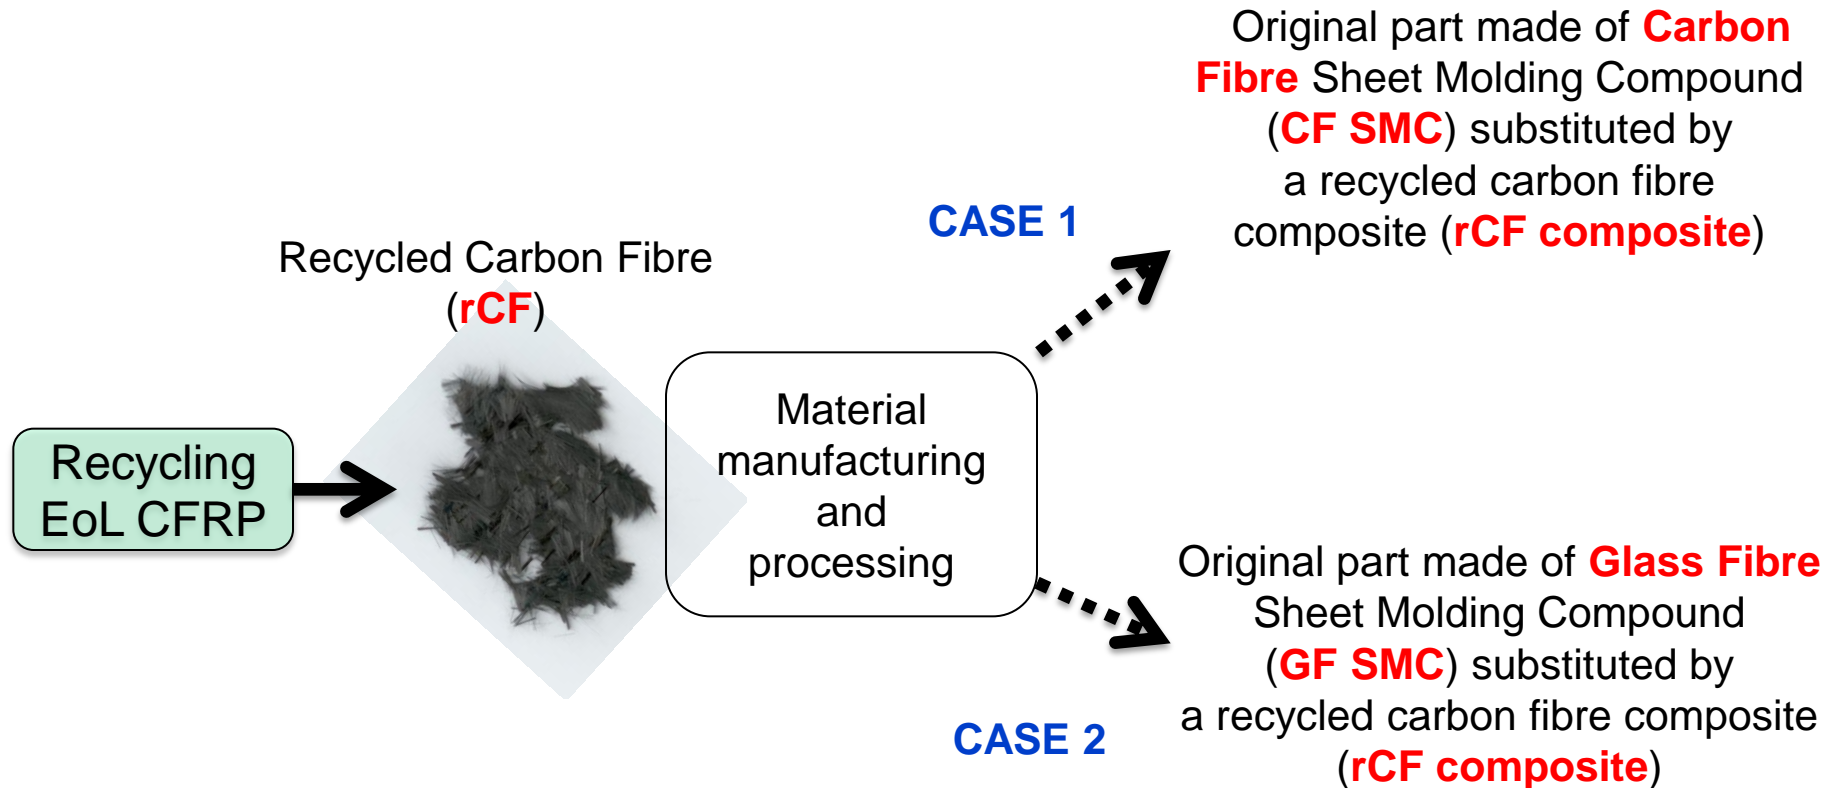 Recycling
EoL CFRP
Recycled Carbon Fibre
(rCF)
Material
manufacturing
and
processing
CASE 1
Original part made of Carbon
Fibre Sheet Molding Compound
(CF SMC) substituted by
a recycled carbon fibre
composite (rCF composite)
CASE 2
Original part made of Glass Fibre
Sheet Molding Compound
(GF SMC) substituted by
a recycled carbon fibre composite
(rCF composite)